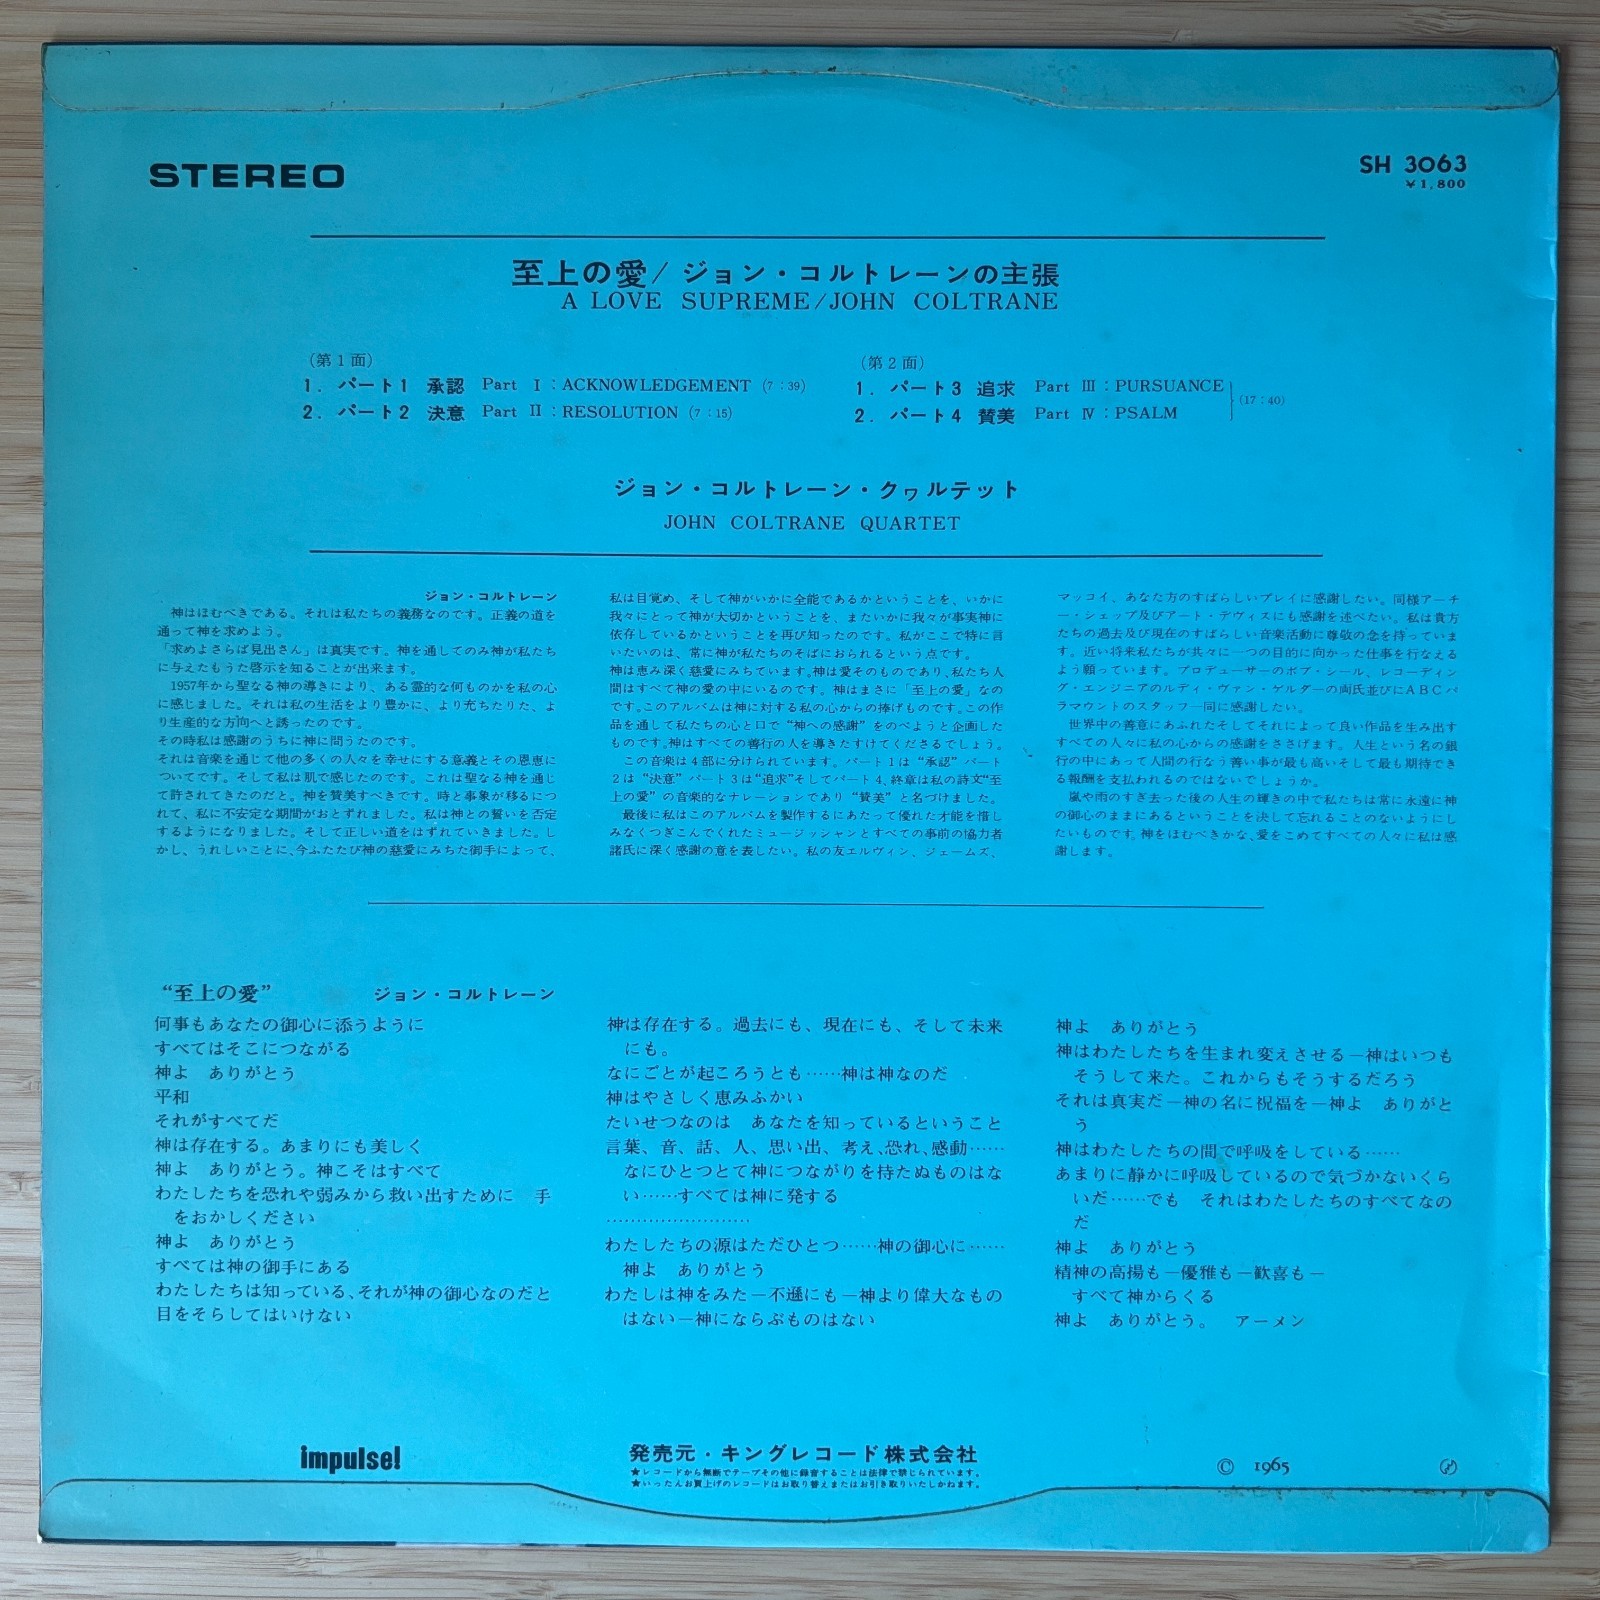 STEREO
SH 3063
¥1,800
至上の愛/ジョン・コルトレーンの主張
A LOVE SUPREME/JOHN COLTRANE
(第1面)
1. パート1 承認 Part I:ACKNOWLEDGEMENT (7:39)
2. パート2 決意 Part II:RESOLUTION (7:15)
(第2面)
1. パート3 追求 Part III:PURSUANCE
2. パート4 賛美 Part IV:PSALM
(17:40)
ジョン・コルトレーン・クヮルテット
JOHN COLTRANE QUARTET
ジョン・コルトレーン
神はほむべきである。それは私たちの義務なのです。正義の道を
通って神を求めよう。
「求めよさらば見出さん」は真実です。神を通してのみ神が私たち
に与えたもうた啓示を知ることが出来ます。
1957年から聖なる神の導きにより、ある霊的な何ものかを私の心
に感じました。それは私の生活をより豊かに、より充ちたりた、よ
り生産的な方向へと誘ったのです。
その時私は感謝のうちに神に問うたのです。
それは音楽を通じて他の多くの人々を幸せにする意義とその恩恵に
ついてです。そして私は肌で感じたのです。これは聖なる神を通じ
て許されてきたのだと。神を賛美すべきです。時と事象が移るにつ
れて、私に不安定な期間がおとずれました。私は神との誓いを否定
するようになりました。そして正しい道をはずれていきました。し
かし、うれしいことに、今ふたたび神の慈愛にみちた御手によって、
私は目覚め、そして神がいかに全能であるかということを、いかに
我々にとって神が大切かということを、またいかに我々が事実神に
依存しているかということを再び知ったのです。私がここで特に言
いたいのは、常に神が私たちのそばにおられるという点です。
神は恵み深く慈愛にみちています。神は愛そのものであり、私たち人
間はすべて神の愛の中にいるのです。神はまさに「至上の愛」なの
です。このアルバムは神に対する私の心からの捧げものです。この作
品を通して私たちの心と口で“神への感謝”をのべようと企画した
ものです。神はすべての善行の人を導きたすけてくださるでしょう。
この音楽は4部に分けられています。パート1は“承認”パート
2は“決意”パート3は“追求”そしてパート4、終章は私の詩文“至
上の愛”の音楽的なナレーションであり“賛美”と名づけました。
最後に私はこのアルバムを製作するにあたって優れた才能を惜し
みなくつぎこんでくれたミュージッシャンとすべての事前の協力者
諸氏に深く感謝の意を表したい。私の友エルヴィン、ジェームズ、
マッコイ、あなた方のすばらしいプレイに感謝したい。同様アーチ
ー・シェップ及びアート・デヴィスにも感謝を述べたい。私は貴方
たちの過去及び現在のすばらしい音楽活動に尊敬の念を持っていま
す。近い将来私たちが共々に一つの目的に向かった仕事を行なえる
よう願っています。プロデューサーのボブ・シール、レコーディン
グ・エンジニアのルディ・ヴァン・ゲルダーの両氏並びにABCパ
ラマウントのスタッフ一同に感謝したい。
世界中の善意にあふれたそしてそれによって良い作品を生み出す
すべての人々に私の心からの感謝をささげます。人生という名の銀
行の中にあって人間の行なう善い事が最も高いそして最も期待でき
る報酬を支払われるのではないでしょうか。
嵐や雨のすぎ去った後の人生の輝きの中で私たちは常に永遠に神
の御心のままにあるということを決して忘れることのないようにし
たいものです。神をほむべきかな、愛をこめてすべての人々に私は感
謝します。
“至上の愛” ジョン・コルトレーン
何事もあなたの御心に添うように
すべてはそこにつながる
神よ ありがとう
平和
それがすべてだ
神は存在する。あまりにも美しく
神よ ありがとう。神こそはすべて
わたしたちを恐れや弱みから救い出すために 手
をおかしください
神よ ありがとう
すべては神の御手にある
わたしたちは知っている、それが神の御心なのだと
目をそらしてはいけない
神は存在する。過去にも、現在にも、そして未来
にも。
なにごとが起ころうとも……神は神なのだ
神はやさしく恵みふかい
たいせつなのは あなたを知っているということ
言葉、音、話、人、思い出、考え、恐れ、感動……
なにひとつとて神につながりを持たぬものはな
い……すべては神に発する
……………………
わたしたちの源はただひとつ……神の御心に……
神よ ありがとう
わたしは神をみた―不遜にも―神より偉大なもの
はない―神にならぶものはない
神よ ありがとう
神はわたしたちを生まれ変えさせる―神はいつも
そうして来た。これからもそうするだろう
それは真実だ―神の名に祝福を―神よ ありがと
う
神はわたしたちの間で呼吸をしている……
あまりに静かに呼吸しているので気づかないくら
いだ……でも それはわたしたちのすべてなの
だ
神よ ありがとう
精神の高揚も―優雅も―歓喜も―
すべて神からくる
神よ ありがとう。 アーメン
impulse!
発売元・キングレコード株式会社
★レコードから無断でテープその他に録音することは法律で禁じられています。
★いったんお買上げのレコードはお取り替えまたはお引き取りいたしかねます。
© 1965